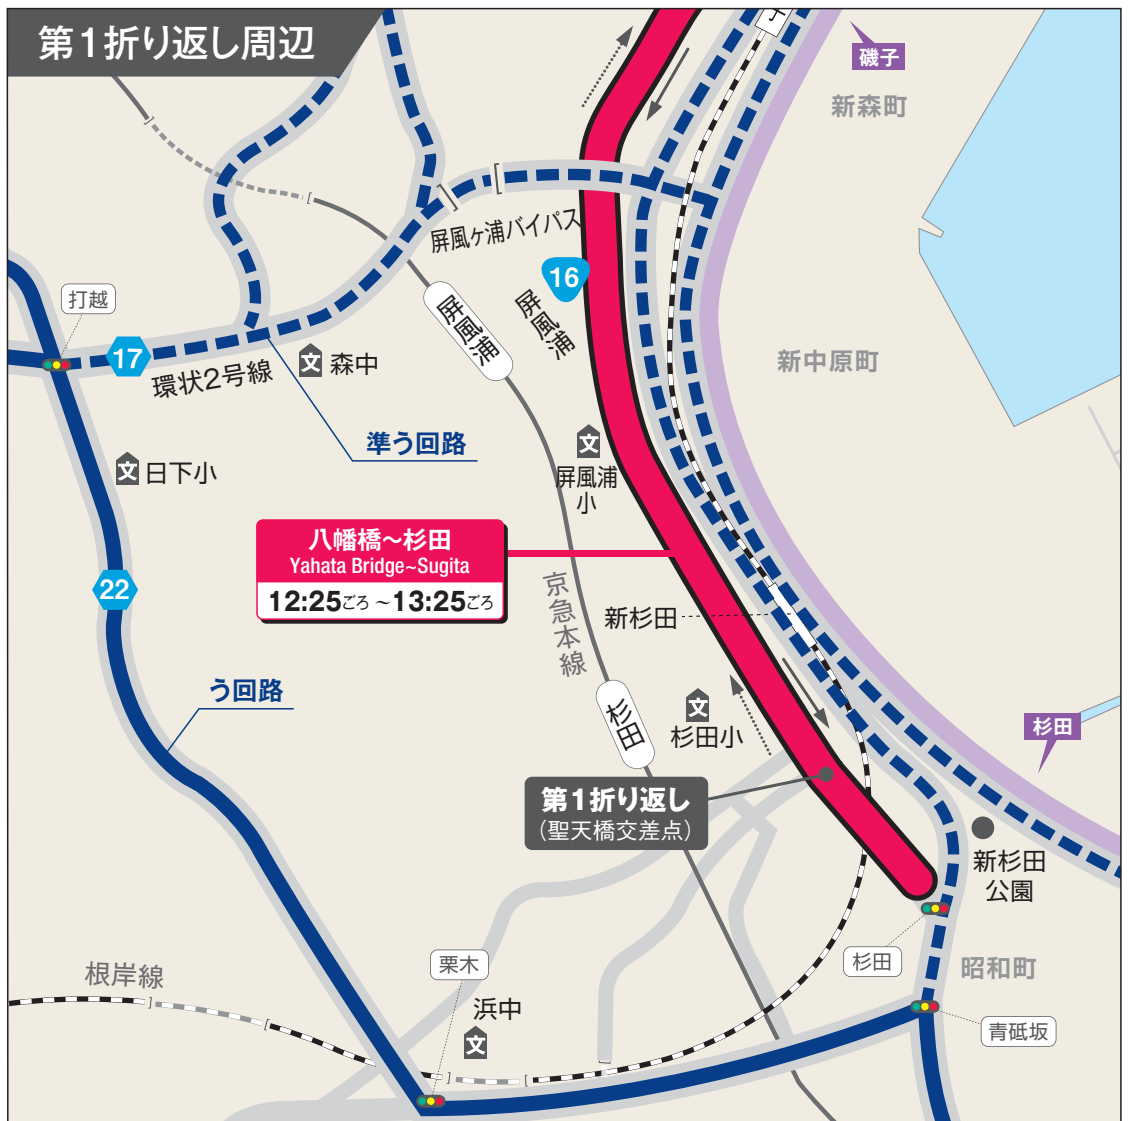 第1折り返し周辺
子
磯子
新森町
屏風ヶ浦バイパス
16
屏風浦
屏風浦
打越
17
環状2号線
文
森中
新中原町
準う回路
文
日下小
文
屏風浦
小
八幡橋~杉田
Yahata Bridge~Sugita
12:25ごろ ~13:25ごろ
22
京急本線
新杉田
う回路
杉田
文
杉田小
杉田
第1折り返し
(聖天橋交差点)
新杉田
公園
杉田
昭和町
根岸線
栗木
浜中
文
青砥坂